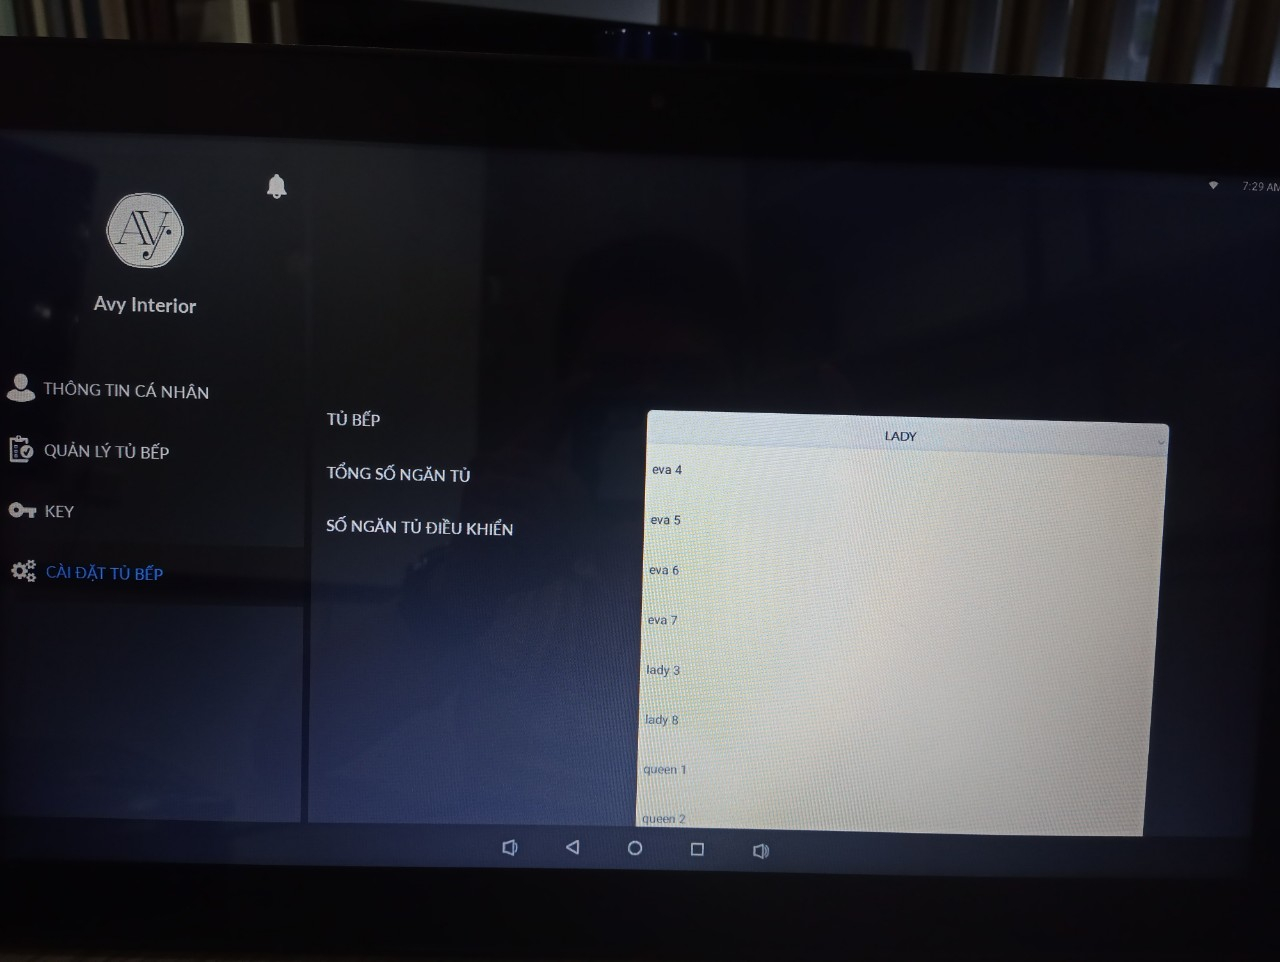 7:29 AM
AVy
Avy Interior
THÔNG TIN CÁ NHÂN
QUẢN LÝ TỦ BẾP
KEY
CÀI ĐẶT TỦ BẾP
TỦ BẾP
TỔNG SỐ NGĂN TỦ
SỐ NGĂN TỦ ĐIỀU KHIỂN
LADY
eva 4
eva 5
eva 6
eva 7
lady 3
lady 8
queen 1
queen 2